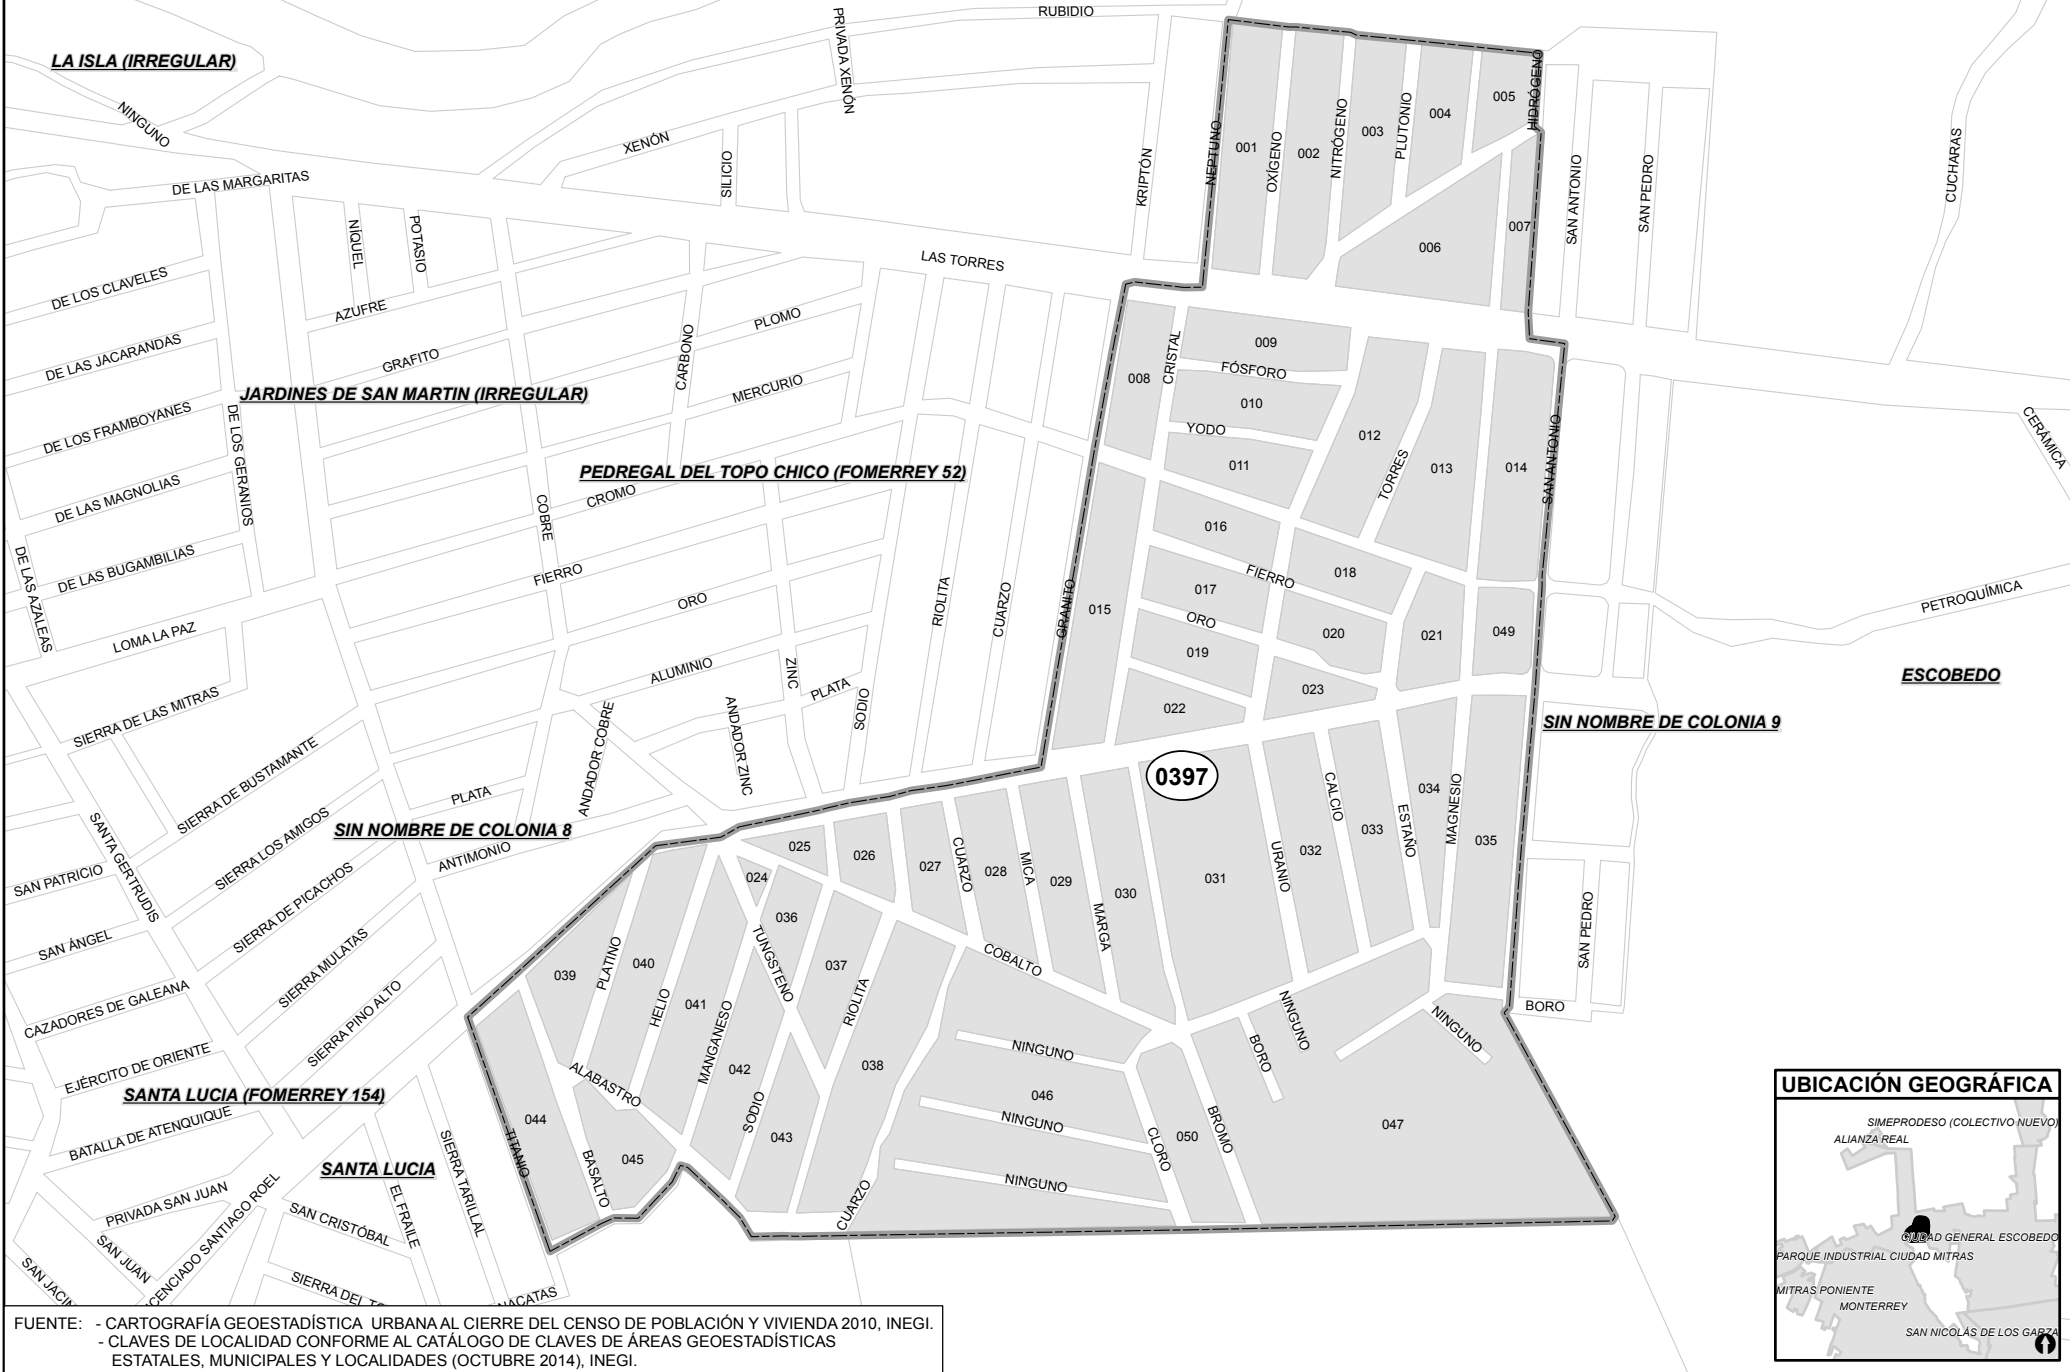 RUBIDIO
LA ISLA (IRREGULAR)
PRIVADA XENÓN
HIDRÓGENO
NINGUNO
XENÓN
SILICIO
KRIPTÓN
NEPTUNO
001
OXÍGENO
002
NITRÓGENO
003
PLUTONIO
004
005
SAN ANTONIO
SAN PEDRO
CUCHARAS
DE LAS MARGARITAS
NÍQUEL
POTASIO
LAS TORRES
006
007
DE LOS CLAVELES
AZUFRE
PLOMO
CARBONO
CRISTAL
009
FÓSFORO
008
DE LAS JACARANDAS
GRAFITO
MERCURIO
010
JARDINES DE SAN MARTIN (IRREGULAR)
DE LOS FRAMBOYANES
DE LOS GERANIOS
YODO
012
TORRES
013
014
SAN ANTONIO
CERÁMICA
PEDREGAL DEL TOPO CHICO (FOMERREY 52)
011
DE LAS MAGNOLIAS
COBRE
CROMO
016
DE LAS AZALEAS
DE LAS BUGAMBILIAS
FIERRO
ORO
RIOLITA
CUARZO
GRANITO
015
017
FIERRO
018
PETROQUÍMICA
ORO
020
021
049
LOMA LA PAZ
ALUMINIO
ZINC
PLATA
SODIO
019
023
022
ESCOBEDO
SIERRA DE LAS MITRAS
ANDADOR COBRE
ANDADOR ZINC
SIN NOMBRE DE COLONIA 9
SIERRA DE BUSTAMANTE
PLATA
0397
CALCIO
034
MAGNESIO
SANTA GERTRUDIS
SIERRA LOS AMIGOS
SIN NOMBRE DE COLONIA 8
ANTIMONIO
025
026
027
CUARZO
028
MICA
029
MARGA
030
031
URANIO
032
033
ESTAÑO
035
SAN PATRICIO
SIERRA DE PICACHOS
024
036
TUNGSTENO
SAN ÁNGEL
SIERRA MULATAS
039
PLATINO
040
HELIO
041
MANGANESO
037
RIOLITA
COBALTO
SAN PEDRO
CAZADORES DE GALEANA
SIERRA PINO ALTO
NINGUNO
BORO
NINGUNO
BORO
NINGUNO
EJÉRCITO DE ORIENTE
ALABASTRO
042
038
SANTA LUCIA (FOMERREY 154)
046
SODIO
043
NINGUNO
BATALLA DE ATENQUIQUE
044
TITANIO
BASALTO
045
CLORO
050
BROMO
047
SANTA LUCIA
SIERRA TARILLAL
EL FRAILE
PRIVADA SAN JUAN
NINGUNO
CUARZO
SAN CRISTÓBAL
SAN JUAN
CENCIADO SANTIAGO ROEL
SAN JACIN
SIERRA DEL T
NACATAS
UBICACIÓN GEOGRÁFICA
SIMEPRODESO (COLECTIVO NUEVO)
ALIANZA REAL
CIUDAD GENERAL ESCOBEDO
PARQUE INDUSTRIAL CIUDAD MITRAS
MITRAS PONIENTE
MONTERREY
SAN NICOLÁS DE LOS GARZA
FUENTE: - CARTOGRAFÍA GEOESTADÍSTICA URBANA AL CIERRE DEL CENSO DE POBLACIÓN Y VIVIENDA 2010, INEGI.
- CLAVES DE LOCALIDAD CONFORME AL CATÁLOGO DE CLAVES DE ÁREAS GEOESTADÍSTICAS
ESTATALES, MUNICIPALES Y LOCALIDADES (OCTUBRE 2014), INEGI.